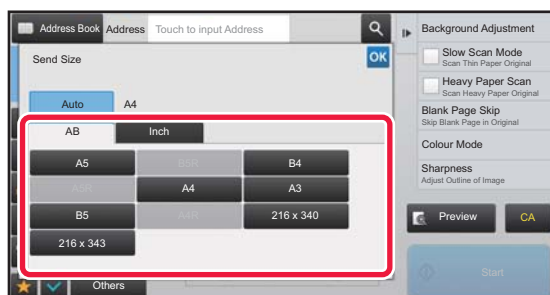 Address Book Address Touch to input Address
Send Size OK
Auto A4
AB Inch
A5 B5R B4
A5R A4 A3
B5 A4R 216 x 340
216 x 343
Others
Background Adjustment
Slow Scan Mode
Scan Thin Paper Original
Heavy Paper Scan
Scan Heavy Paper Original
Blank Page Skip
Skip Blank Page in Original
Colour Mode
Sharpness
Adjust Outline of Image
Preview CA
Start